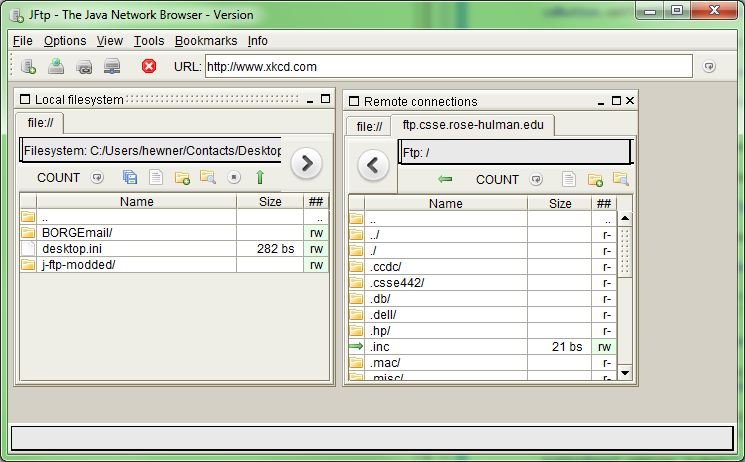 JFtp - The Java Network Browser - Version
File Options View Tools Bookmarks Info
URL: http://www.xkcd.com
Local filesystem
file://
Filesystem: C:/Users/hewner/Contacts/Desktop
COUNT
Name Size ##
.. ..
BORGEmail/ rw
desktop.ini 282 bs rw
j-ftp-modded/ rw
Remote connections
file:// ftp.csse.rose-hulman.edu
Ftp: /
COUNT
Name Size ##
.. ..
../ r-
./ r-
.ccdc/ r-
.csse442/ r-
.db/ r-
.dell/ r-
.hp/ r-
.inc 21 bs rw
.mac/ r-
.misc/ r-